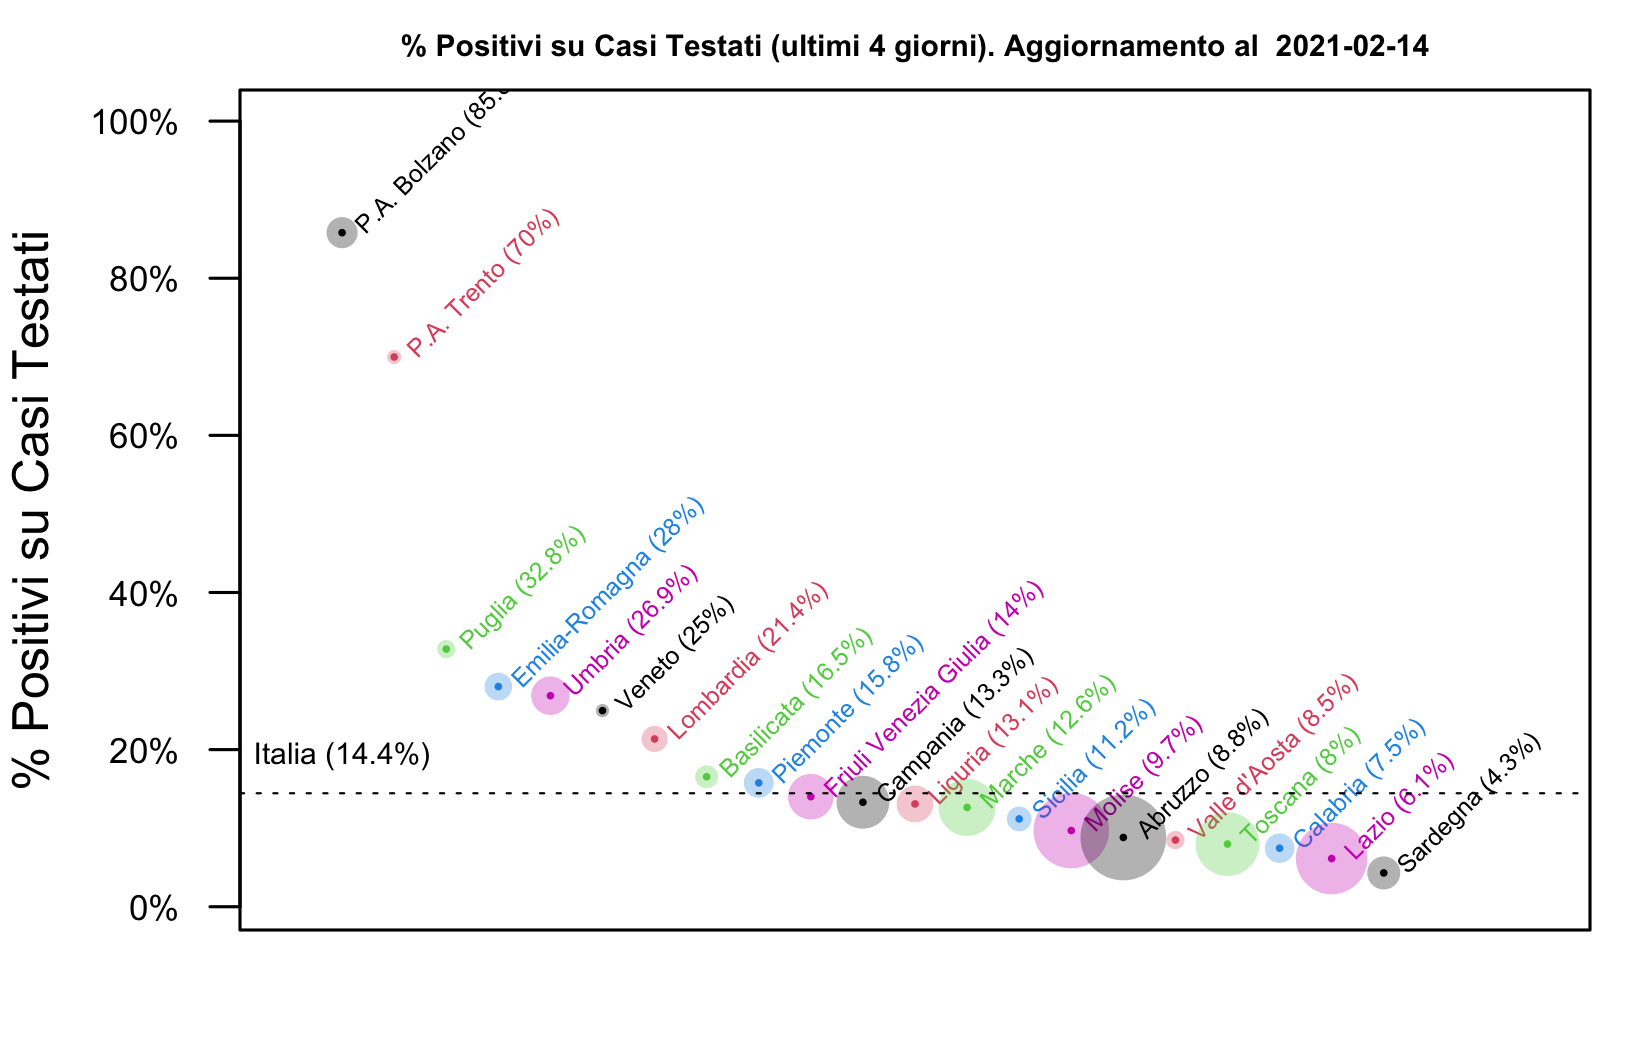 % Positivi su Casi Testati (ultimi 4 giorni). Aggiornamento al 2021-02-14
% Positivi su Casi Testati
100%
80%
60%
40%
20%
0%
Italia (14.4%)
P.A. Bolzano
P.A. Trento (70%)
Puglia (32.8%)
Emilia-Romagna (28%)
Umbria (26.9%)
Veneto (25%)
Lombardia (21.4%)
Basilicata (16.5%)
Piemonte (15.8%)
Friuli Venezia Giulia (14%)
Campania (13.3%)
Liguria (13.1%)
Marche (12.6%)
Sicilia (11.2%)
Molise (9.7%)
Abruzzo (8.8%)
Valle d'Aosta (8.5%)
Toscana (8%)
Calabria (7.5%)
Lazio (6.1%)
Sardegna (4.3%)